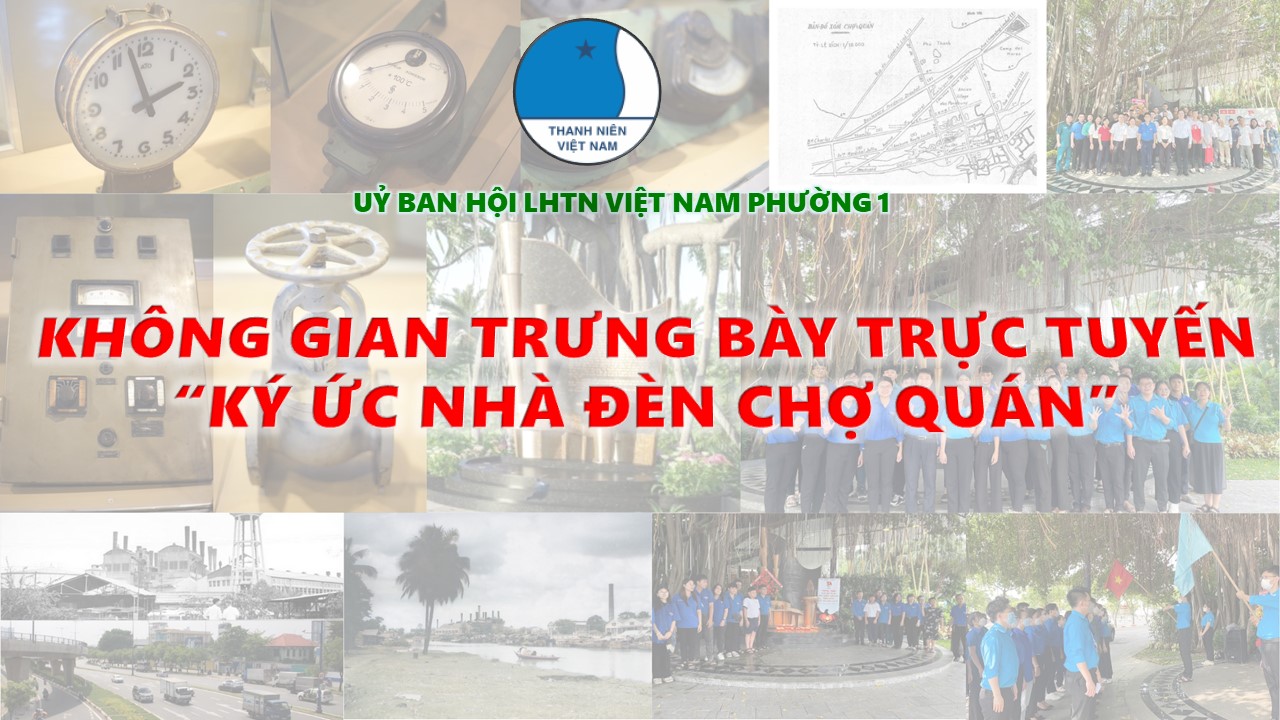 THANH NIÊN
VIỆT NAM
UỶ BAN HỘI LHTN VIỆT NAM PHƯỜNG 1
KHÔNG GIAN TRƯNG BÀY TRỰC TUYẾN
“KÝ ỨC NHÀ ĐÈN CHỢ QUÁN”